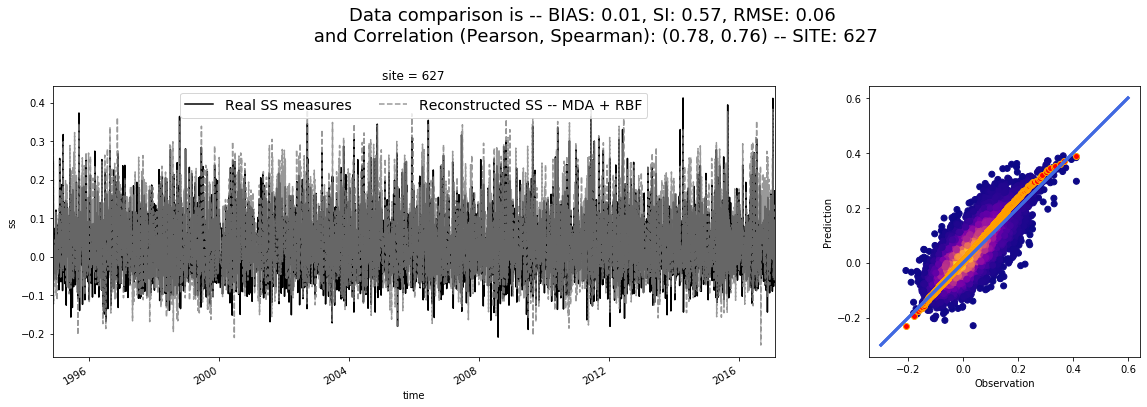 Data comparison is -- BIAS: 0.01, SI: 0.57, RMSE: 0.06
and Correlation (Pearson, Spearman): (0.78, 0.76) -- SITE: 627
site = 627
Real SS measures
Reconstructed SS -- MDA + RBF
0.4
0.3
0.2
0.1
0.0
−0.1
−0.2
ss
1996
2000
2004
2008
2012
2016
time
0.6
0.4
0.2
0.0
−0.2
Prediction
−0.2
0.0
0.2
0.4
0.6
Observation